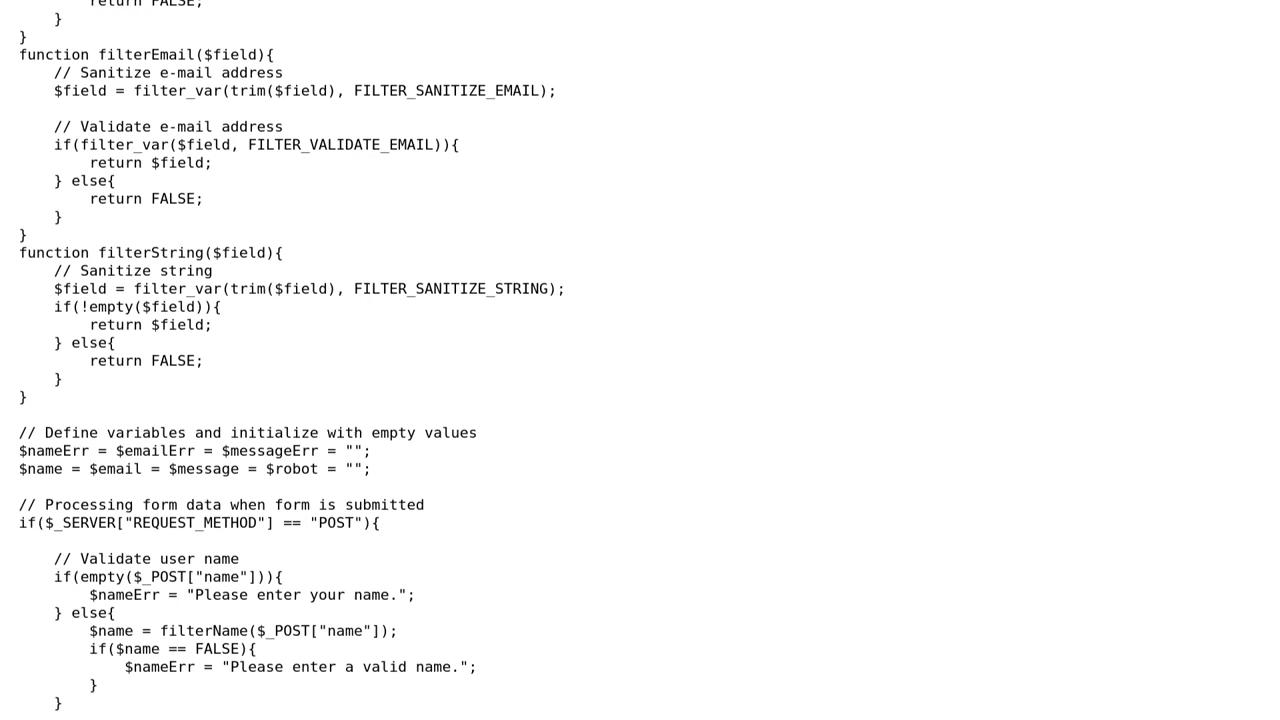 return FALSE;
    }
}
function filterEmail($field){
    // Sanitize e-mail address
    $field = filter_var(trim($field), FILTER_SANITIZE_EMAIL);

    // Validate e-mail address
    if(filter_var($field, FILTER_VALIDATE_EMAIL)){
        return $field;
    } else{
        return FALSE;
    }
}
function filterString($field){
    // Sanitize string
    $field = filter_var(trim($field), FILTER_SANITIZE_STRING);
    if(!empty($field)){
        return $field;
    } else{
        return FALSE;
    }
}

// Define variables and initialize with empty values
$nameErr = $emailErr = $messageErr = "";
$name = $email = $message = $robot = "";

// Processing form data when form is submitted
if($_SERVER["REQUEST_METHOD"] == "POST"){

    // Validate user name
    if(empty($_POST["name"])){
        $nameErr = "Please enter your name.";
    } else{
        $name = filterName($_POST["name"]);
        if($name == FALSE){
            $nameErr = "Please enter a valid name.";
        }
    }